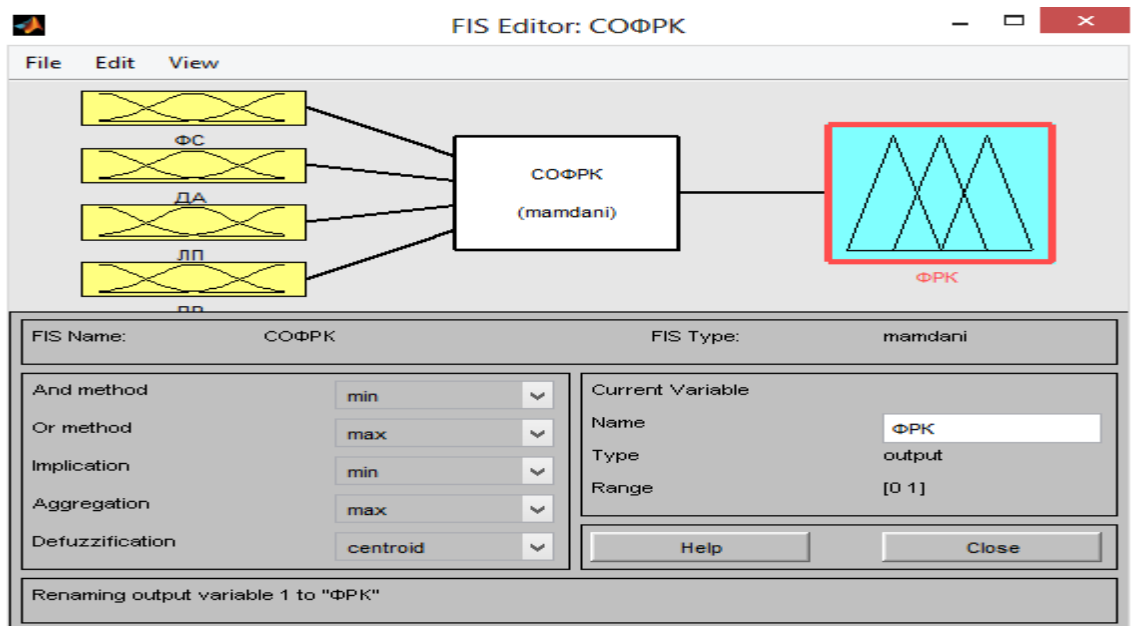 FIS Editor: СОФРК
File Edit View
ФС
ДА
ЛП
СОФРК
(mamdani)
ФРК
FIS Name: СОФРК FIS Type: mamdani
And method min
Or method max
Implication min
Aggregation max
Defuzzification centroid
Current Variable
Name ФРК
Type output
Range [0 1]
Help Close
Renaming output variable 1 to "ФРК"